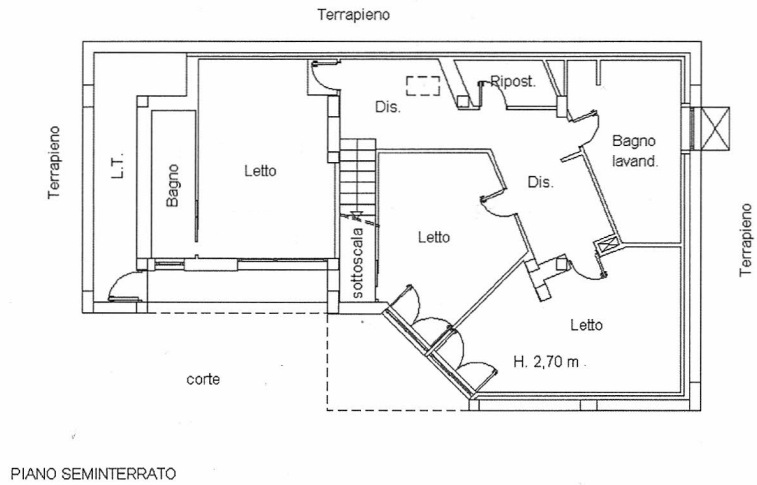 Terrapieno
Ripost.
Dis.
Terrapieno
L.T.
Bagno
Letto
Bagno
lavand.
Dis.
Letto
sottoscala
Terrapieno
Letto
H. 2,70 m
corte
PIANO SEMINTERRATO